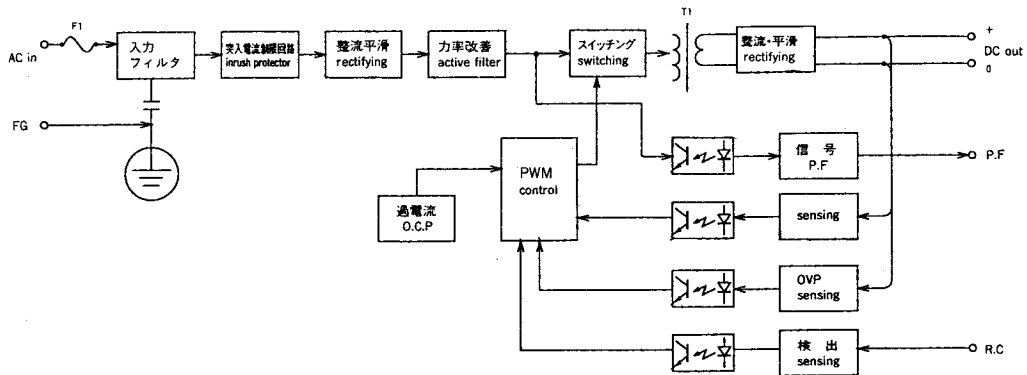 F1
AC in
入力
フィルタ
突入電流制限回路
inrush protector
整流平滑
rectifying
力率改善
active filter
スイッチング
switching
T1
整流・平滑
rectifying
+
DC out
0
FG
PWM
control
過電流
O.C.P
信号
P.F
P.F
sensing
OVP
sensing
検出
sensing
R.C